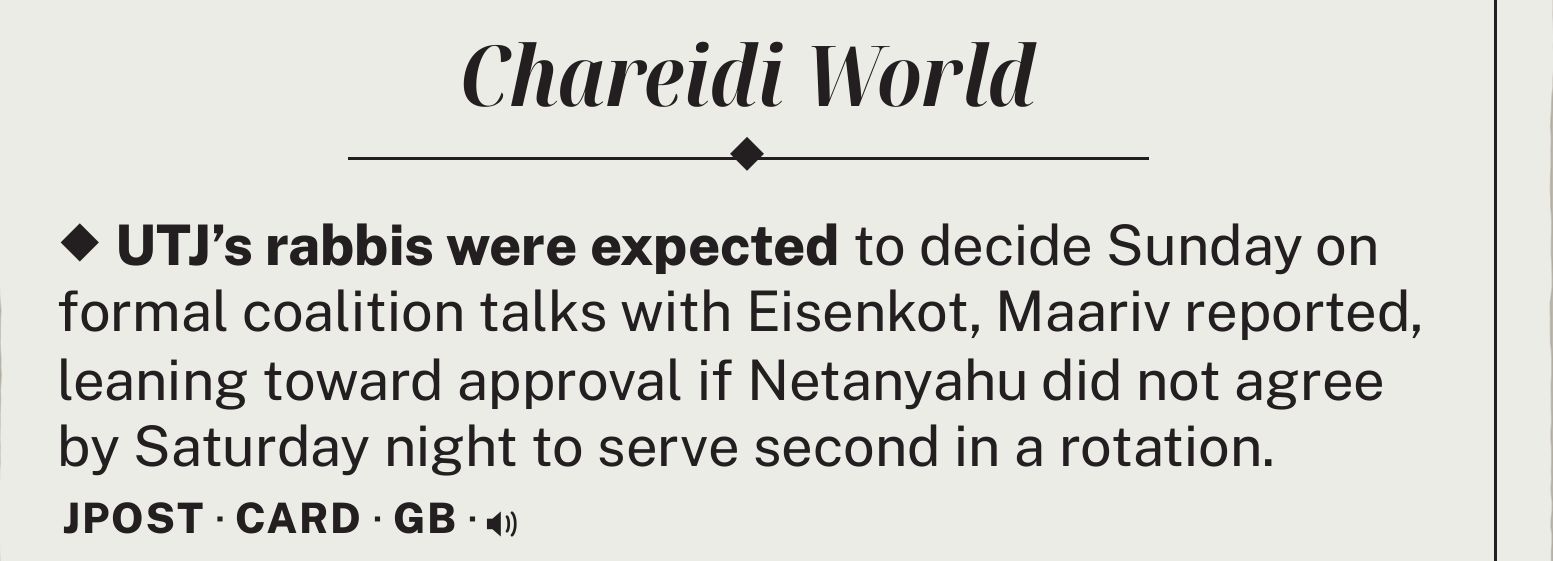 Chareidi World
◆ UTJ’s rabbis were expected to decide Sunday on
formal coalition talks with Eisenkot, Maariv reported,
leaning toward approval if Netanyahu did not agree
by Saturday night to serve second in a rotation.
JPOST · CARD · GB ·